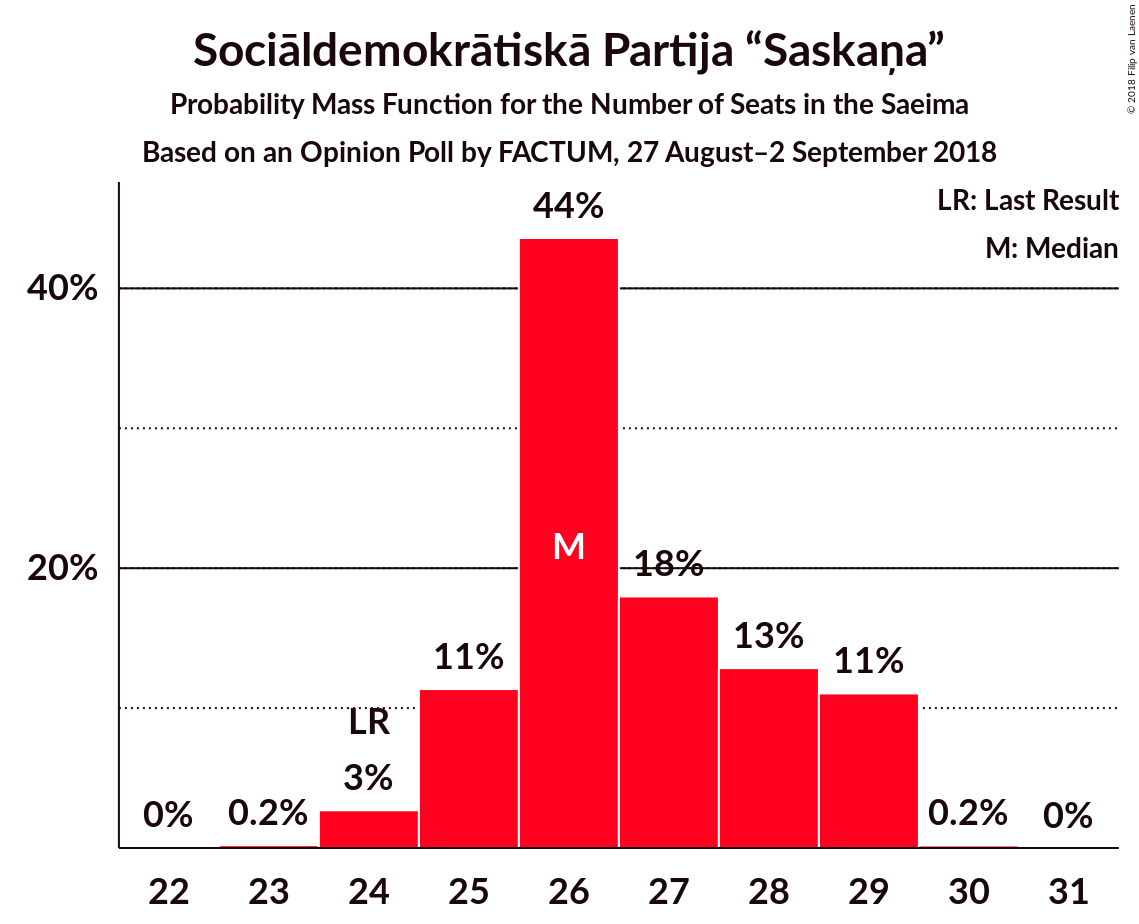 Sociāldemokrātiskā Partija “Saskaņa”
Probability Mass Function for the Number of Seats in the Saeima
Based on an Opinion Poll by FACTUM, 27 August–2 September 2018
© 2018 Filip van Laenen
LR: Last Result
M: Median
44%
40%
M
18%
20%
13%
11%
11%
LR
3%
0%
0.2%
0.2%
0%
22 23 24 25 26 27 28 29 30 31